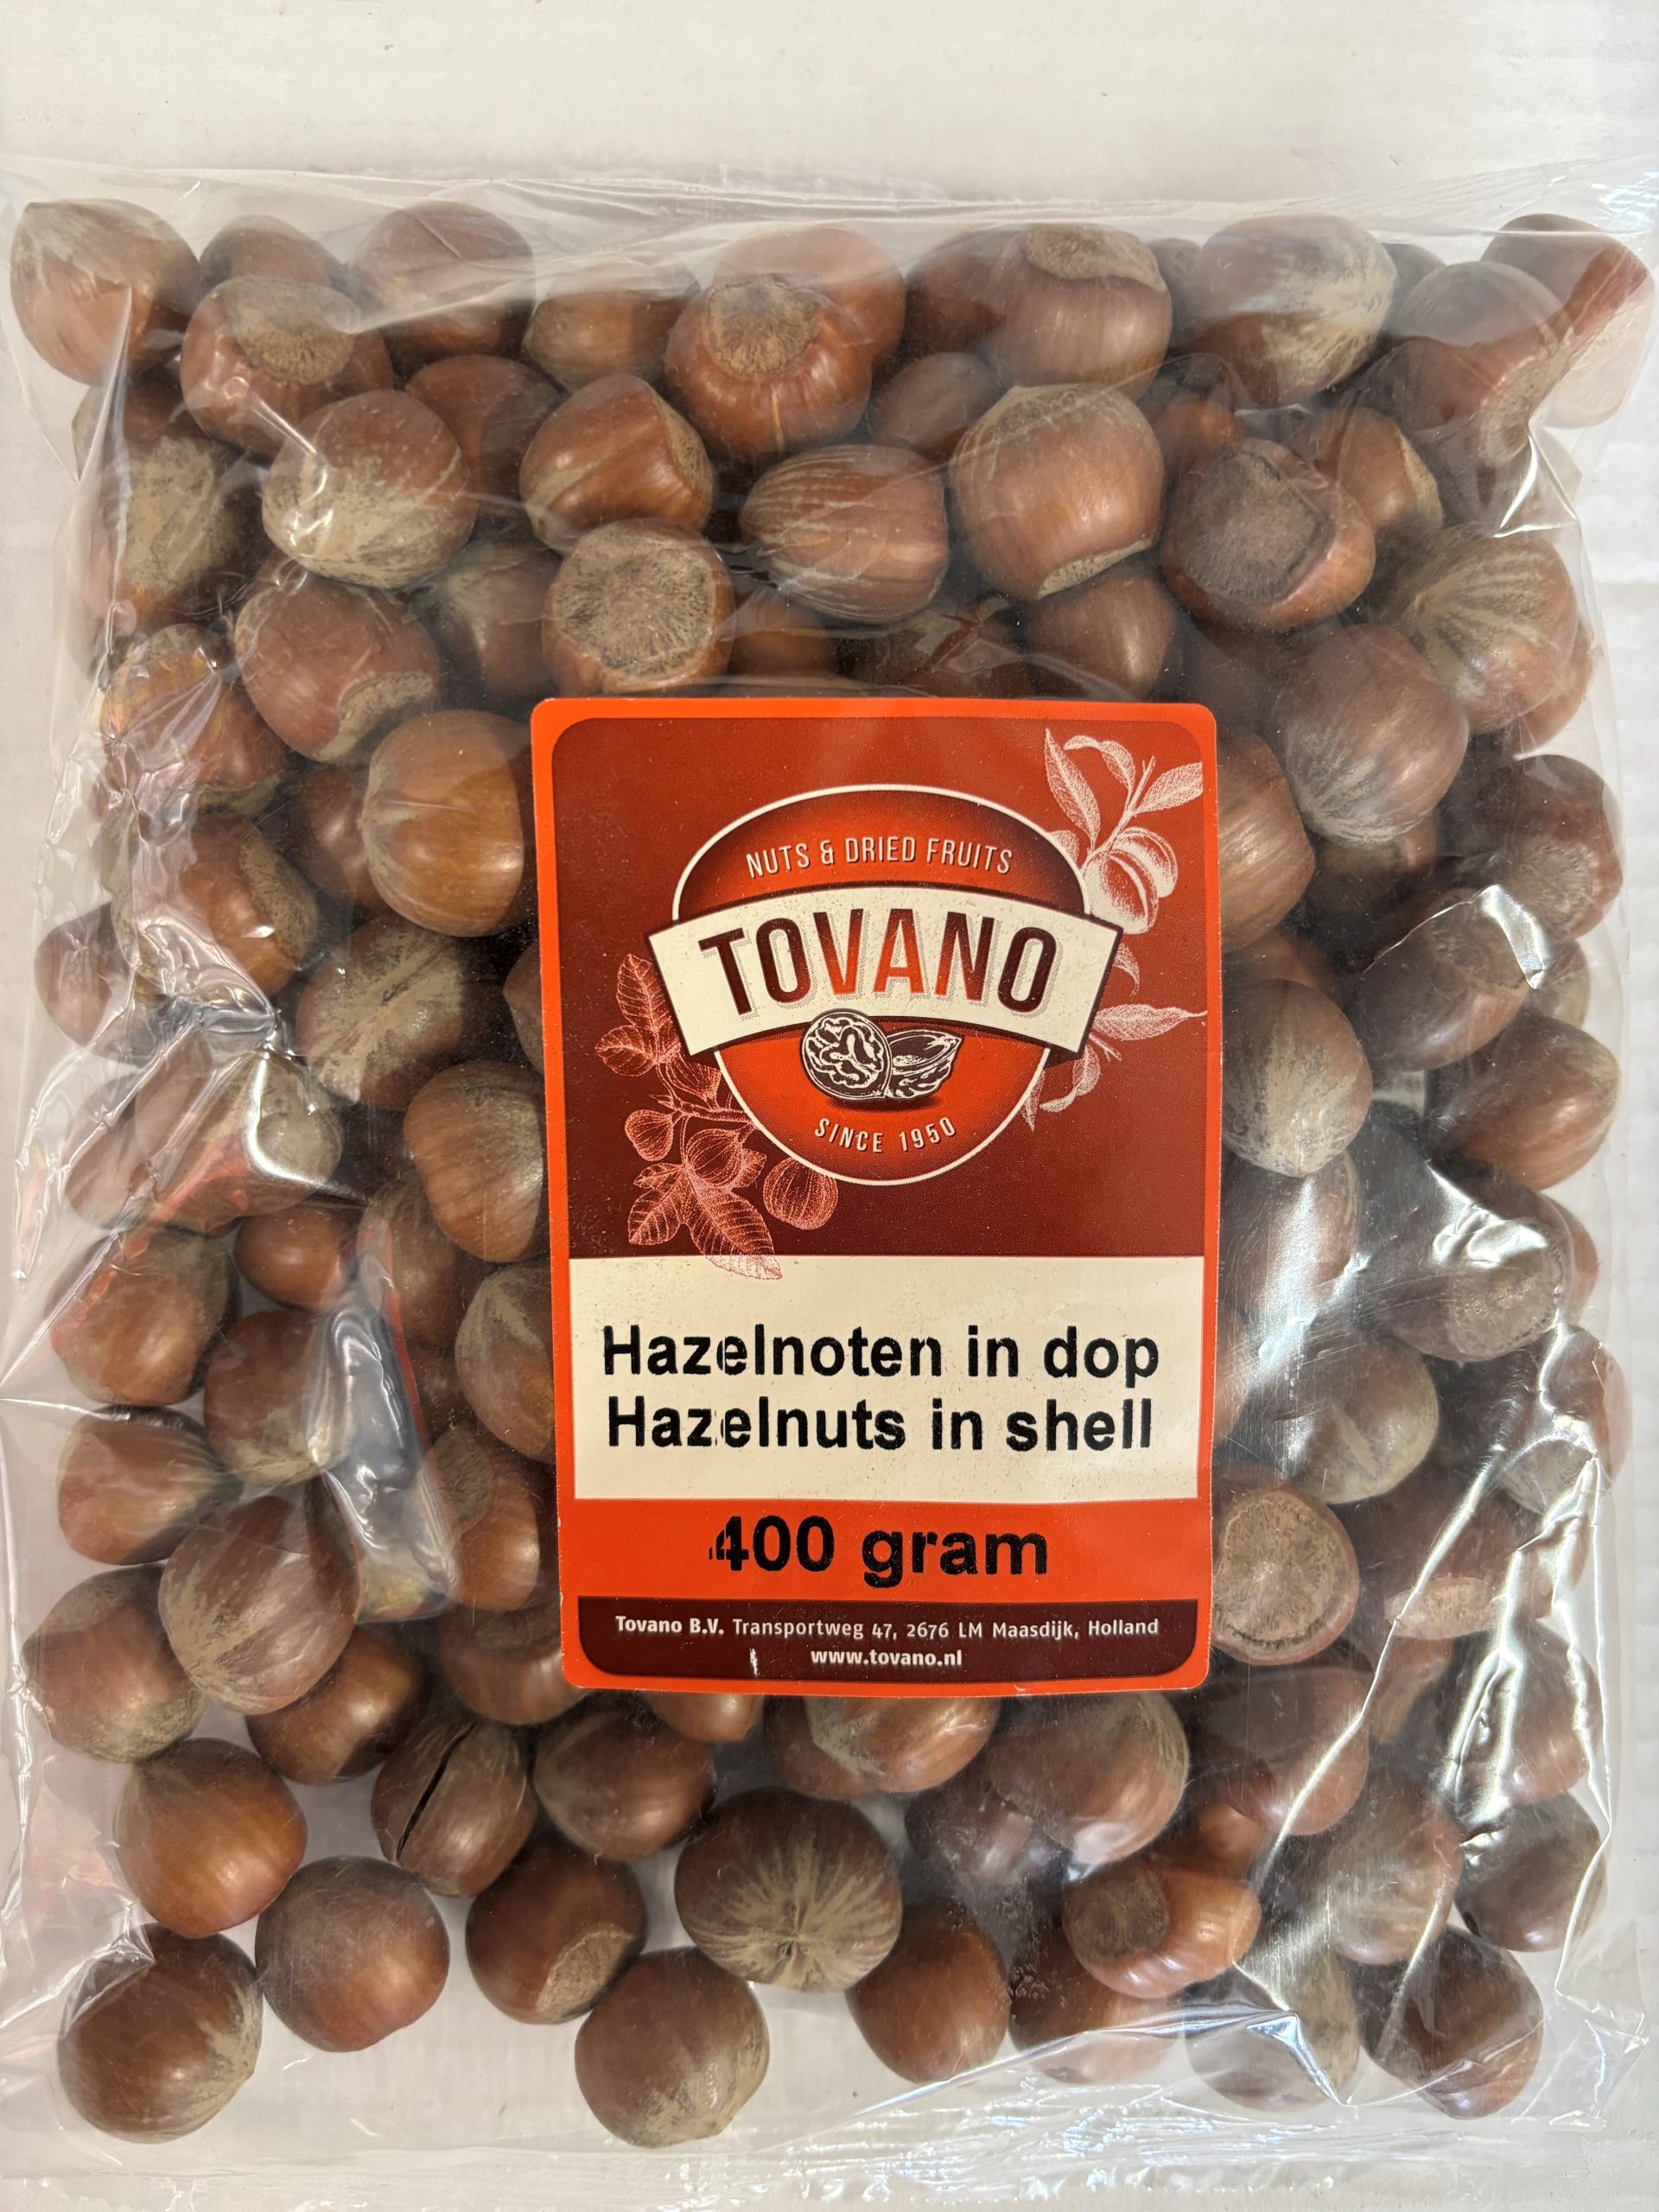 NUTS & DRIED FRUITS
TOVANO
SINCE 1950
Hazelnoten in dop
Hazelnuts in shell
400 gram
Tovano B.V. Transportweg 47, 2676 LM Maasdijk, Holland
www.tovano.nl